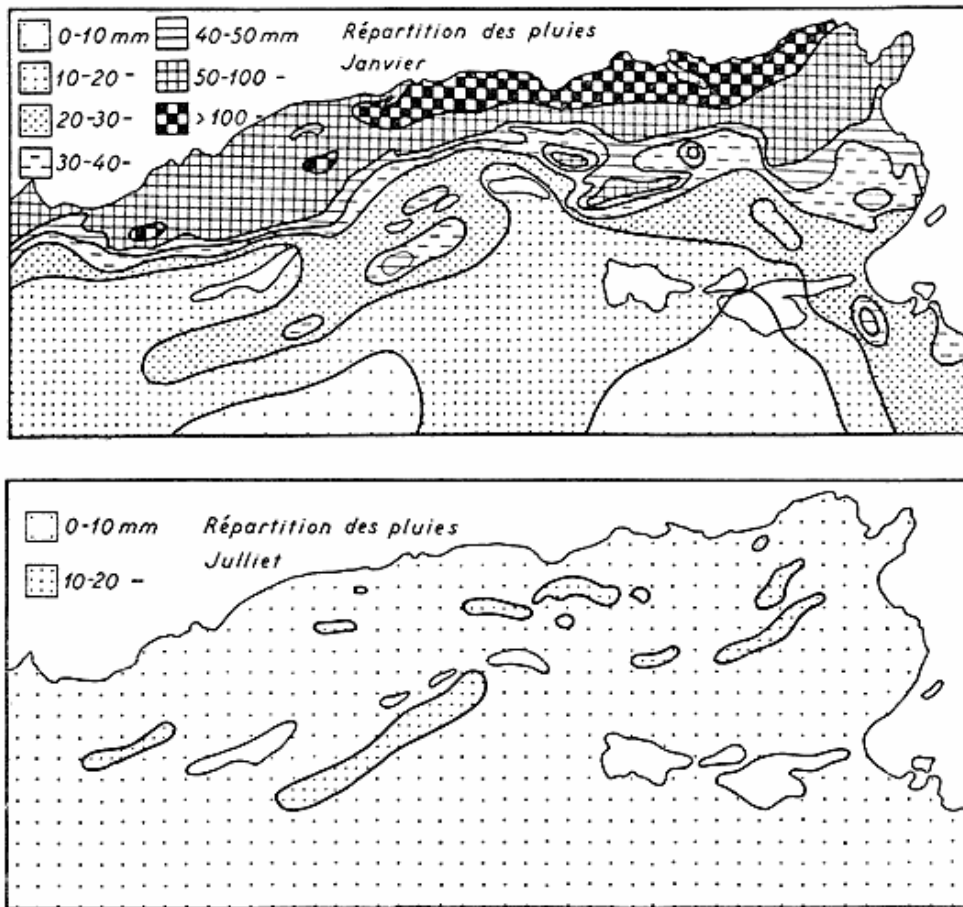 0-10 mm
10-20 -
20-30 -
30-40 -
40-50 mm
50-100 -
>100 -
Répartition des pluies
Janvier
0-10 mm
10-20 -
Répartition des pluies
Julliet